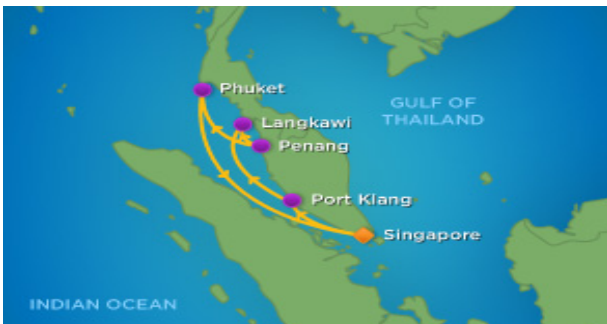 Phuket
GULF OF
THAILAND
Langkawi
Penang
Port Klang
Singapore
INDIAN OCEAN